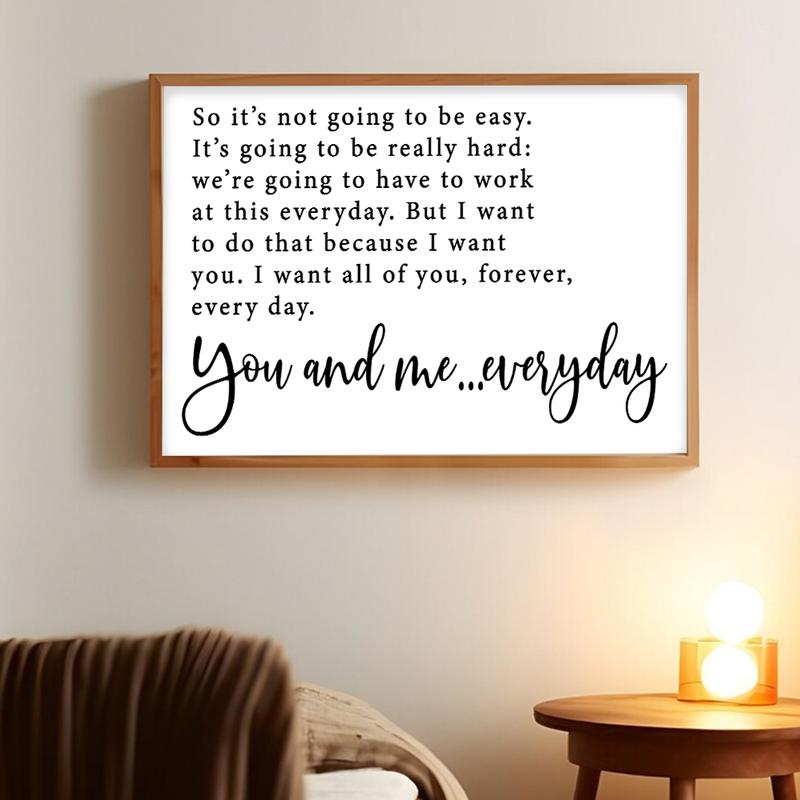 So it’s not going to be easy.
It’s going to be really hard:
we’re going to have to work
at this everyday. But I want
to do that because I want
you. I want all of you, forever,
every day.
You and me...everyday